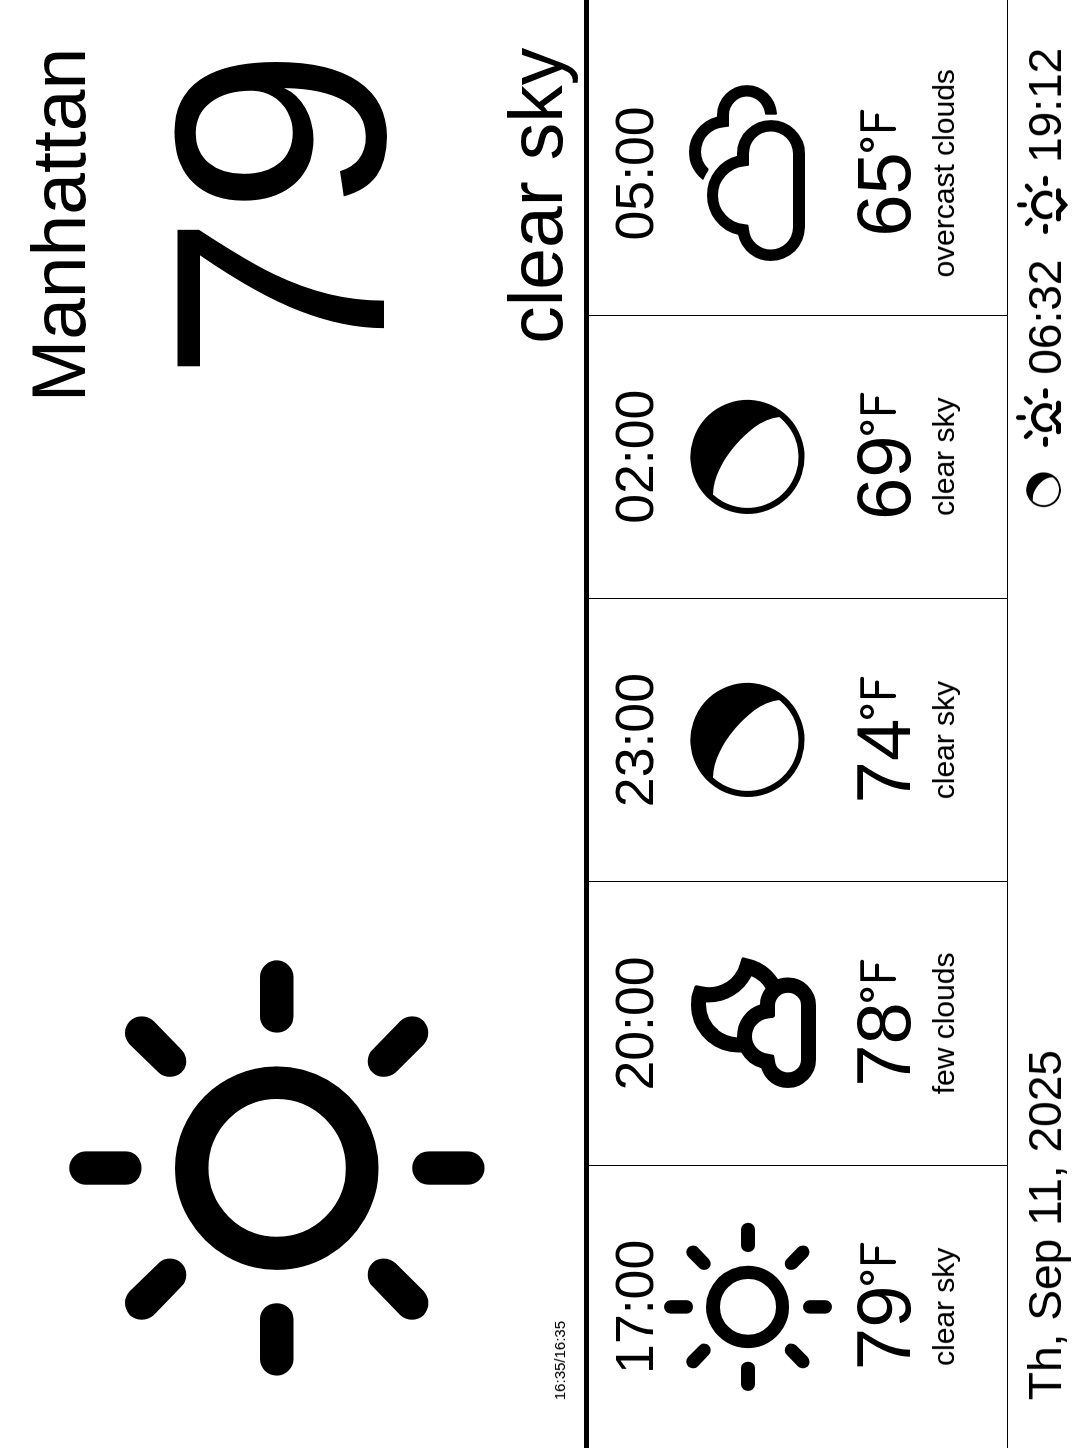 Manhattan
79
clear sky
16:35/16:35
17:00
79°F
clear sky
20:00
78°F
few clouds
23:00
74°F
clear sky
02:00
69°F
clear sky
05:00
65°F
overcast clouds
Th, Sep 11, 2025
06:32 19:12